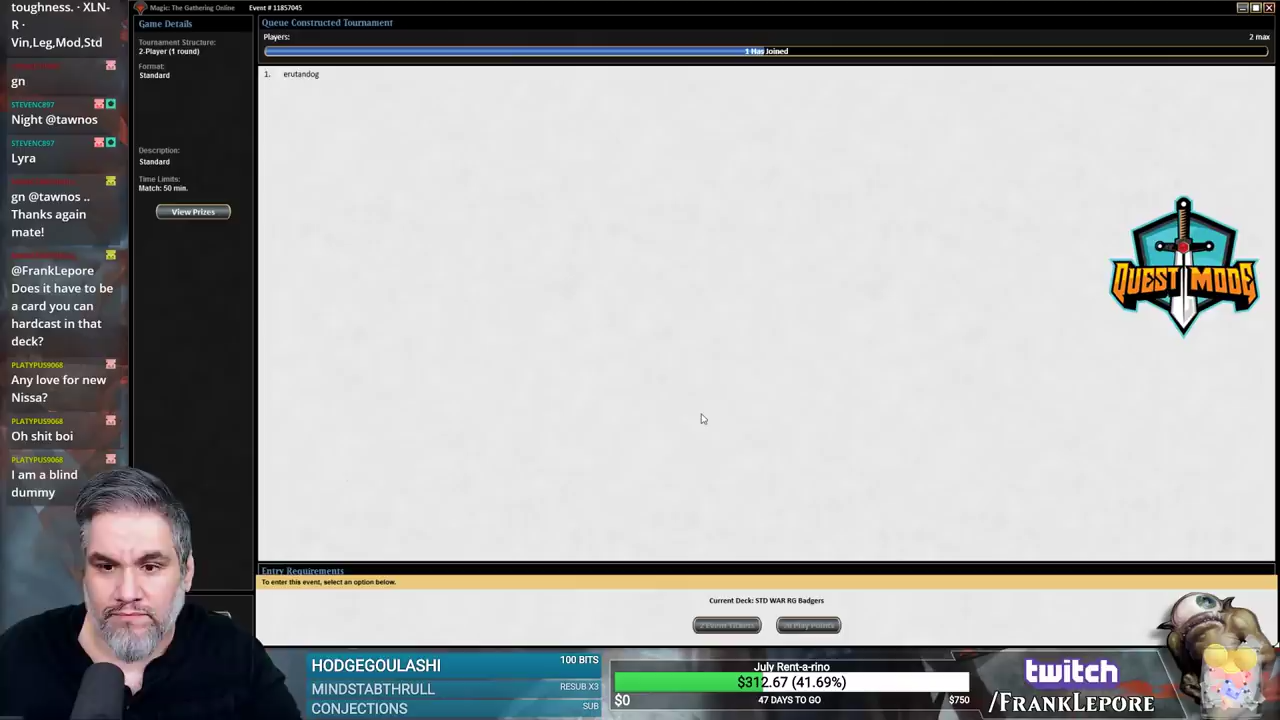 toughness. · XLN-
R ·
Vin,Leg,Mod,Std
gn
STEVENC897
Night @tawnos
STEVENC897
Lyra
gn @tawnos ..
Thanks again
mate!
@FrankLepore
Does it have to be
a card you can
hardcast in that
deck?
PLATYPUS9068
Any love for new
Nissa?
PLATYPUS9068
Oh shit boi
PLATYPUS9068
I am a blind
dummy
Magic: The Gathering Online Event # 11857045
Game Details
Tournament Structure:
2-Player (1 round)
Format:
Standard
Description:
Standard
Time Limits:
Match: 50 min.
View Prizes
Queue Constructed Tournament
Players:
2 max
1 Has Joined
1. erutandog
QUEST MODE
Entry Requirements
To enter this event, select an option below.
Current Deck: STD WAR RG Badgers
2 Event Tickets
20 Play Points
HODGEGOULASHI 100 BITS
MINDSTABTHRULL RESUB X3
CONJECTIONS SUB
July Rent-a-rino
$312.67 (41.69%)
$0 47 DAYS TO GO $750
twitch
/FRANKLEPORE